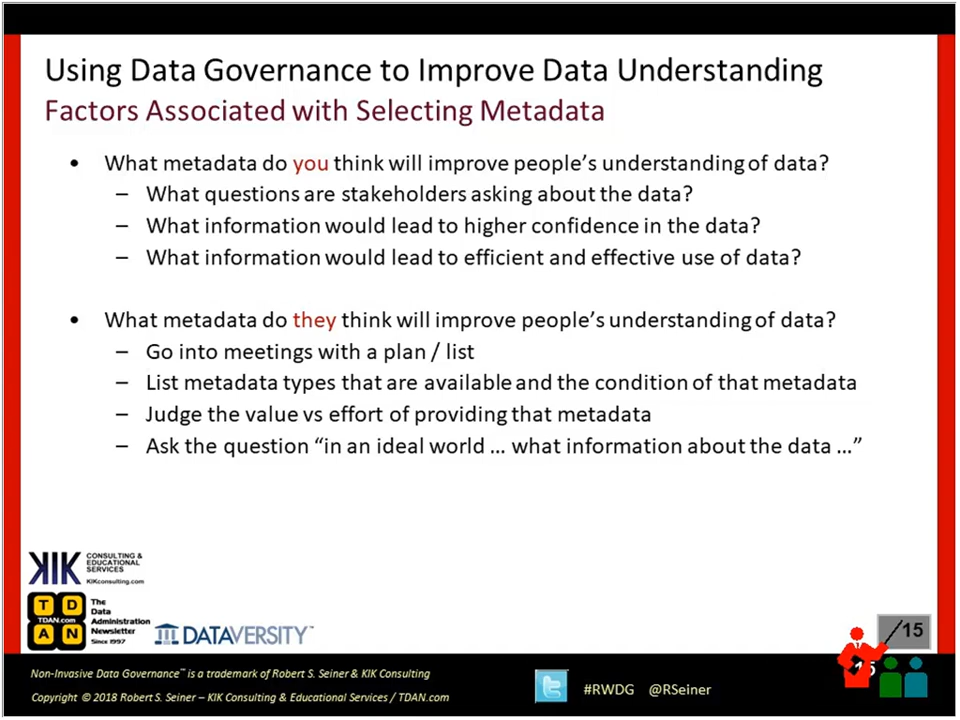 Using Data Governance to Improve Data Understanding
Factors Associated with Selecting Metadata
• What metadata do you think will improve people's understanding of data?
– What questions are stakeholders asking about the data?
– What information would lead to higher confidence in the data?
– What information would lead to efficient and effective use of data?
• What metadata do they think will improve people's understanding of data?
– Go into meetings with a plan / list
– List metadata types that are available and the condition of that metadata
– Judge the value vs effort of providing that metadata
– Ask the question “in an ideal world … what information about the data …”
KIK
CONSULTING &
EDUCATIONAL
SERVICES
KIKconsulting.com
T D
TDAN.com
A N
The
Data
Administration
Newsletter
Since 1997
DATAVERSITY™
15
15
Non-Invasive Data Governance™ is a trademark of Robert S. Seiner & KIK Consulting
Copyright © 2018 Robert S. Seiner – KIK Consulting & Educational Services / TDAN.com
#RWDG @RSeiner